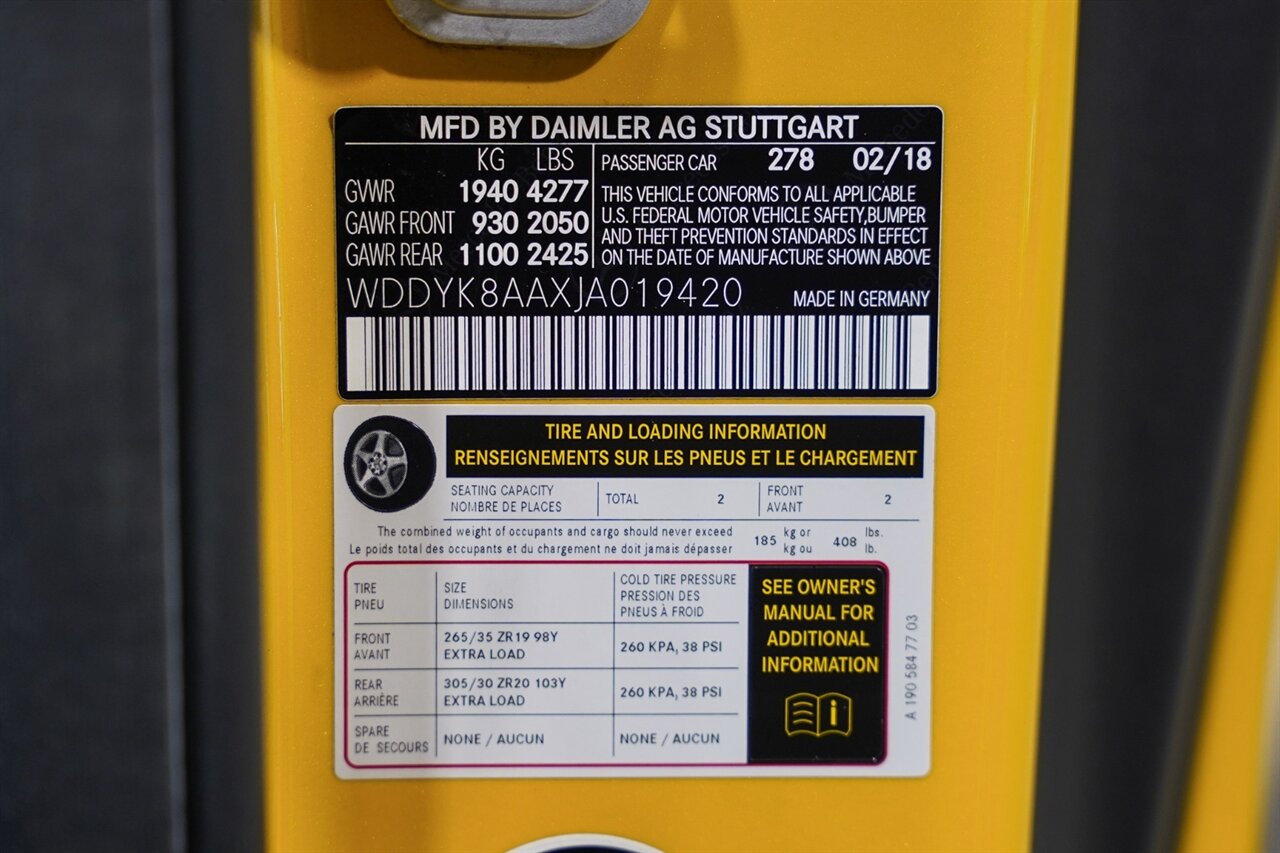 MFD BY DAIMLER AG STUTTGART
KG LBS
GVWR 1940 4277
GAWR FRONT 930 2050
GAWR REAR 1100 2425
PASSENGER CAR 278 02/18
THIS VEHICLE CONFORMS TO ALL APPLICABLE
U.S. FEDERAL MOTOR VEHICLE SAFETY,BUMPER
AND THEFT PREVENTION STANDARDS IN EFFECT
ON THE DATE OF MANUFACTURE SHOWN ABOVE
WDDYK8AAXJA019420
MADE IN GERMANY
TIRE AND LOADING INFORMATION
RENSEIGNEMENTS SUR LES PNEUS ET LE CHARGEMENT
SEATING CAPACITY
NOMBRE DE PLACES
TOTAL 2
FRONT
AVANT
2
The combined weight of occupants and cargo should never exceed
Le poids total des occupants et du chargement ne doit jamais dépasser
185 kg or
kg ou
408 lbs.
lb.
TIRE
PNEU
SIZE
DIMENSIONS
COLD TIRE PRESSURE
PRESSION DES
PNEUS À FROID
FRONT
AVANT
265/35 ZR19 98Y
EXTRA LOAD
260 KPA, 38 PSI
REAR
ARRIÈRE
305/30 ZR20 103Y
EXTRA LOAD
260 KPA, 38 PSI
SPARE
DE SECOURS
NONE / AUCUN
NONE / AUCUN
SEE OWNER'S
MANUAL FOR
ADDITIONAL
INFORMATION
A 190 584 77 03